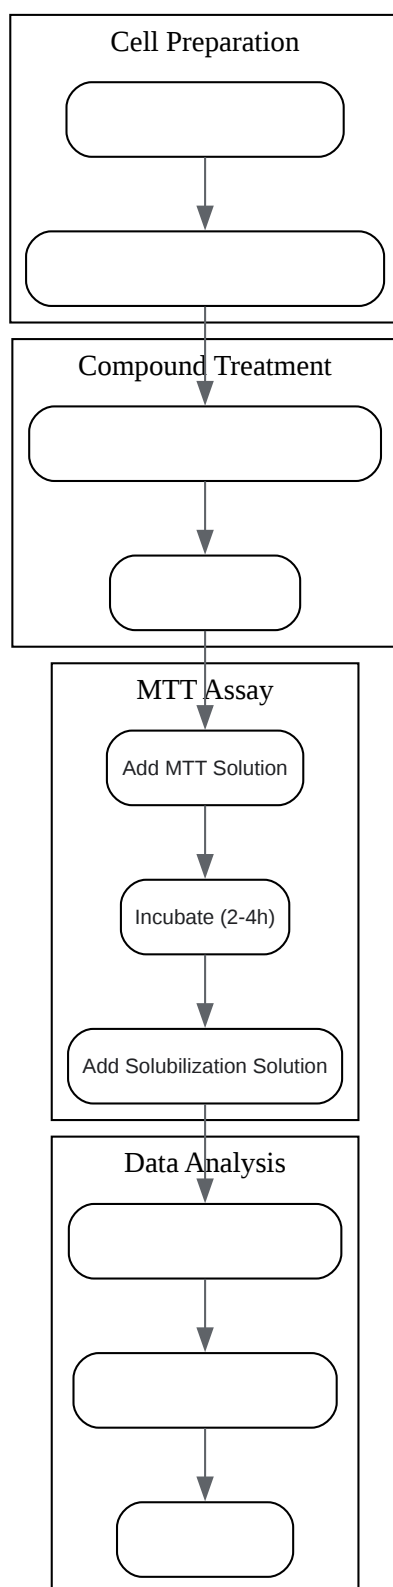 Cell Preparation
Compound Treatment
MTT Assay
Add MTT Solution
Incubate (2-4h)
Add Solubilization Solution
Data Analysis